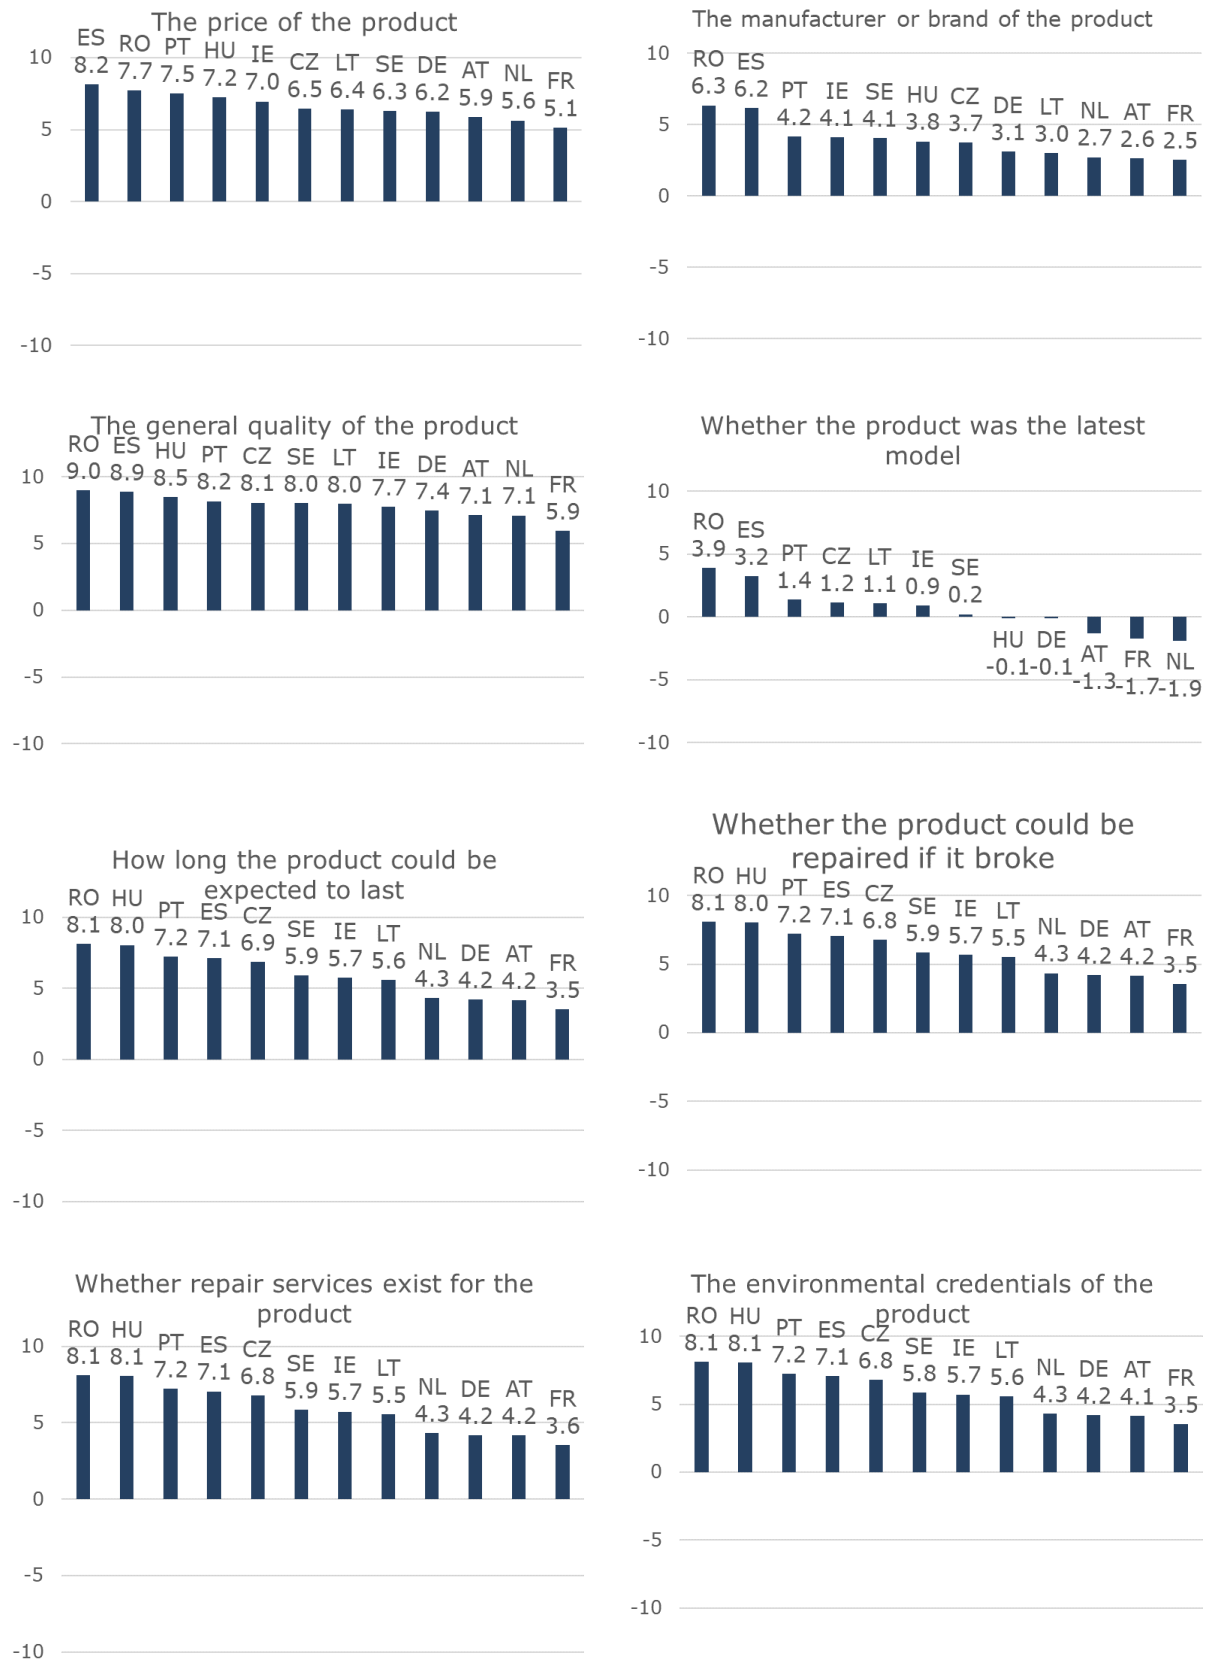 The price of the product
ES RO PT HU IE CZ LT SE DE AT NL FR
8.2 7.7 7.5 7.2 7.0 6.5 6.4 6.3 6.2 5.9 5.6 5.1
10
5
0
-5
-10
The manufacturer or brand of the product
RO ES PT IE SE HU CZ DE LT NL AT FR
6.3 6.2 4.2 4.1 4.1 3.8 3.7 3.1 3.0 2.7 2.6 2.5
10
5
0
-5
-10
The general quality of the product
RO ES HU PT CZ SE LT IE DE AT NL FR
9.0 8.9 8.5 8.2 8.1 8.0 8.0 7.7 7.4 7.1 7.1 5.9
10
5
0
-5
-10
Whether the product was the latest
model
RO ES PT CZ LT IE SE HU DE AT FR NL
3.9 3.2 1.4 1.2 1.1 0.9 0.2 -0.1 -0.1 -1.3 -1.7 -1.9
10
5
0
-5
-10
How long the product could be
expected to last
RO HU PT ES CZ SE IE LT NL DE AT FR
8.1 8.0 7.2 7.1 6.9 5.9 5.7 5.6 4.3 4.2 4.2 3.5
10
5
0
-5
-10
Whether the product could be
repaired if it broke
RO HU PT ES CZ SE IE LT NL DE AT FR
8.1 8.0 7.2 7.1 6.8 5.9 5.7 5.5 4.3 4.2 4.2 3.5
10
5
0
-5
-10
Whether repair services exist for the
product
RO HU PT ES CZ SE IE LT NL DE AT FR
8.1 8.1 7.2 7.1 6.8 5.9 5.7 5.5 4.3 4.2 4.2 3.6
10
5
0
-5
-10
The environmental credentials of the
product
RO HU PT ES CZ SE IE LT NL DE AT FR
8.1 8.1 7.2 7.1 6.8 5.8 5.7 5.6 4.3 4.2 4.1 3.5
10
5
0
-5
-10